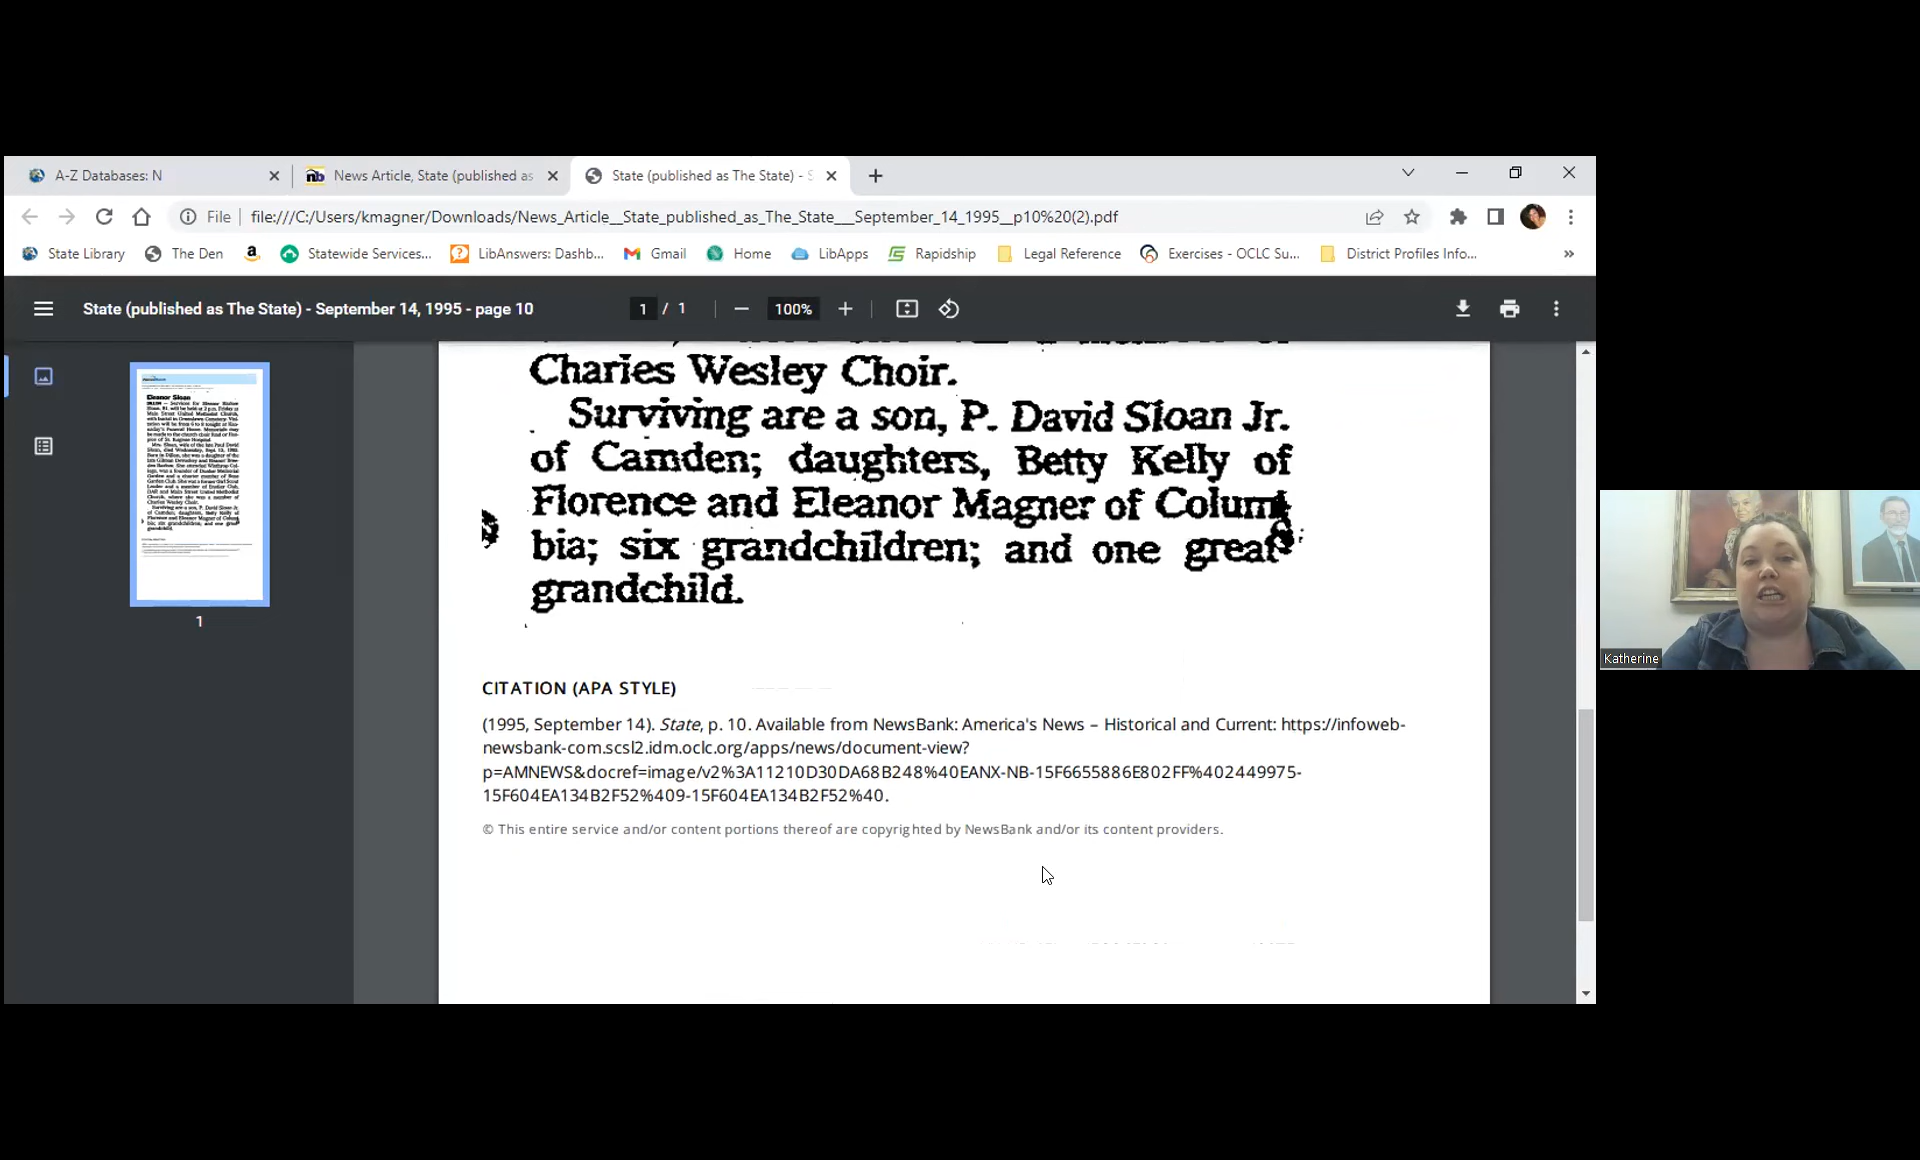 A-Z Databases: N
News Article, State (published as
State (published as The State) - S
File
file:///C:/Users/kmagner/Downloads/News_Article__State_published_as_The_State___September_14_1995__p10%20(2).pdf
State Library
The Den
Statewide Services...
LibAnswers: Dashb...
Gmail
Home
LibApps
Rapidship
Legal Reference
Exercises - OCLC Su...
District Profiles Info...
»
State (published as The State) - September 14, 1995 - page 10
1 / 1
100%
Eleanor Sloan
1
Charles Wesley Choir.
Surviving are a son, P. David Sloan Jr.
of Camden; daughters, Betty Kelly of
Florence and Eleanor Magner of Colum
bia; six grandchildren; and one great
grandchild.
CITATION (APA STYLE)
(1995, September 14). State, p. 10. Available from NewsBank: America's News – Historical and Current: https://infoweb-
newsbank-com.scsl2.idm.oclc.org/apps/news/document-view?
p=AMNEWS&docref=image/v2%3A11210D30DA68B248%40EANX-NB-15F6655886E802FF%402449975-
15F604EA134B2F52%409-15F604EA134B2F52%40.
© This entire service and/or content portions thereof are copyrighted by NewsBank and/or its content providers.
Katherine